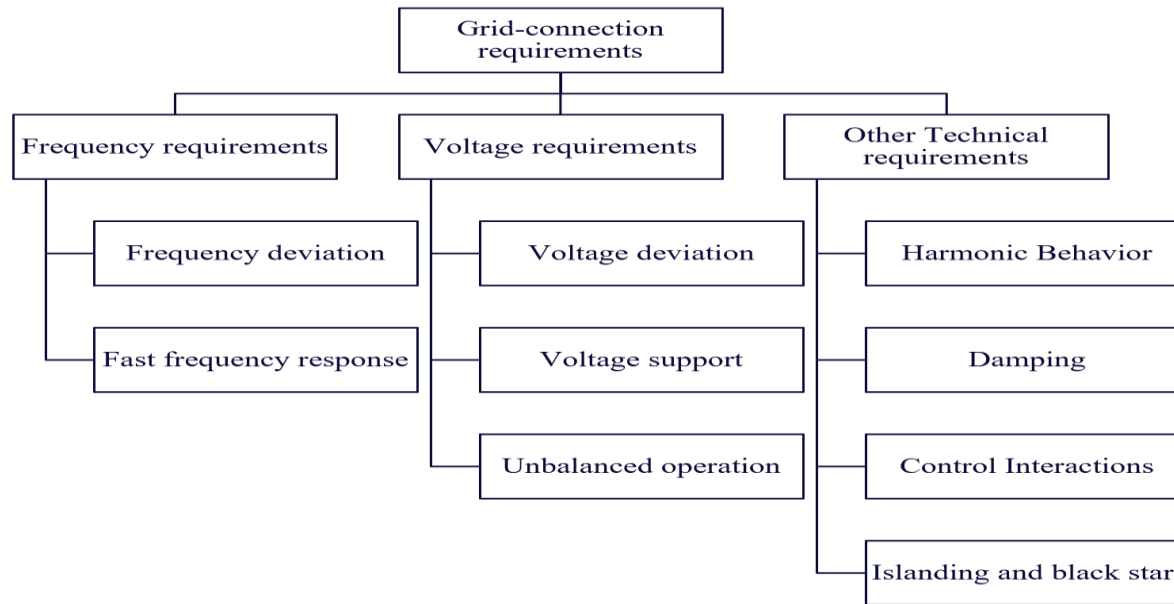 Grid-connection
requirements
Frequency requirements
Voltage requirements
Other Technical
requirements
Frequency deviation
Voltage deviation
Harmonic Behavior
Fast frequency response
Voltage support
Damping
Unbalanced operation
Control Interactions
Islanding and black star